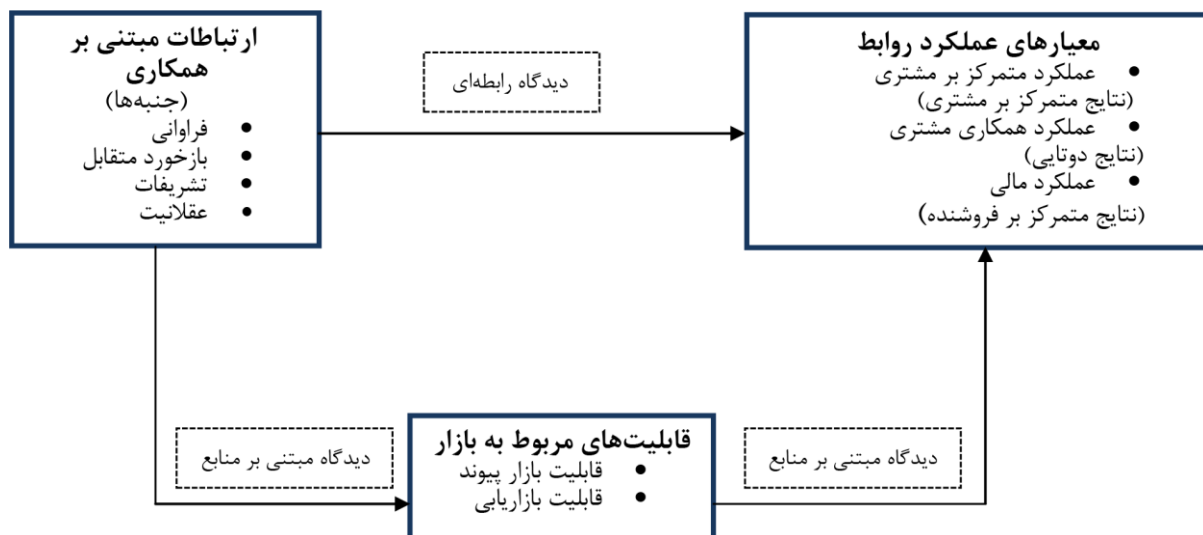 ارتباطات مبتنی بر
همکاری
(جنبه‌ها)
• فراوانی
• بازخورد متقابل
• تشریفات
• عقلانیت
دیدگاه رابطه‌ای
معیارهای عملکرد روابط
• عملکرد متمرکز بر مشتری
(نتایج متمرکز بر مشتری)
• عملکرد همکاری مشتری
(نتایج دوتایی)
• عملکرد مالی
(نتایج متمرکز بر فروشنده)
دیدگاه مبتنی بر منابع
قابلیت‌های مربوط به بازار
• قابلیت بازار پیوند
• قابلیت بازاریابی
دیدگاه مبتنی بر منابع